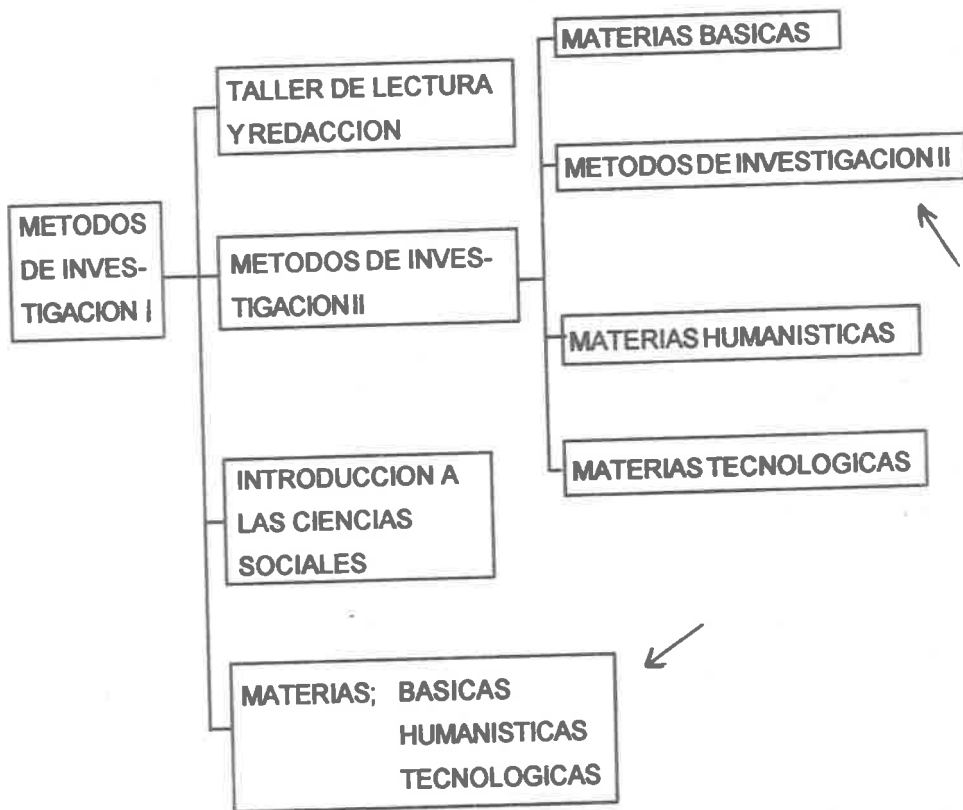 METODOS
DE INVES-
TIGACION I
TALLER DE LECTURA
Y REDACCION
METODOS DE INVES-
TIGACION II
INTRODUCCION A
LAS CIENCIAS
SOCIALES
MATERIAS; BASICAS
HUMANISTICAS
TECNOLOGICAS
MATERIAS BASICAS
METODOS DE INVESTIGACION II
MATERIAS HUMANISTICAS
MATERIAS TECNOLOGICAS